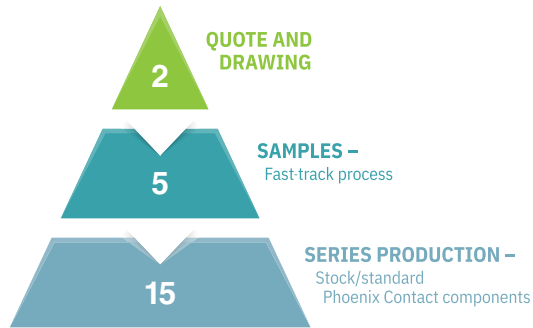 2
QUOTE AND
DRAWING
5
SAMPLES –
Fast-track process
15
SERIES PRODUCTION –
Stock/standard
Phoenix Contact components